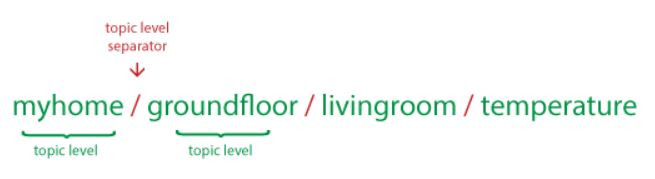 topic level
separator
myhome / groundfloor / livingroom / temperature
topic level topic level